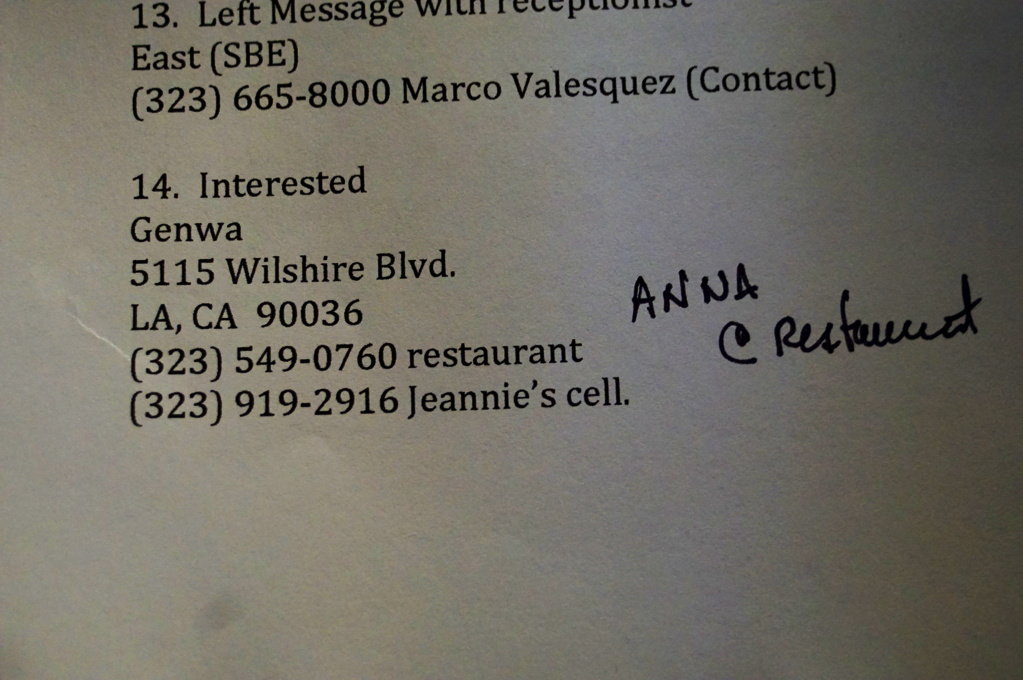 13. Left Message with receptionist
East (SBE)
(323) 665-8000 Marco Valesquez (Contact)
14. Interested
Genwa
5115 Wilshire Blvd.
LA, CA 90036
(323) 549-0760 restaurant
(323) 919-2916 Jeannie’s cell.
ANNA
@ Restaurant